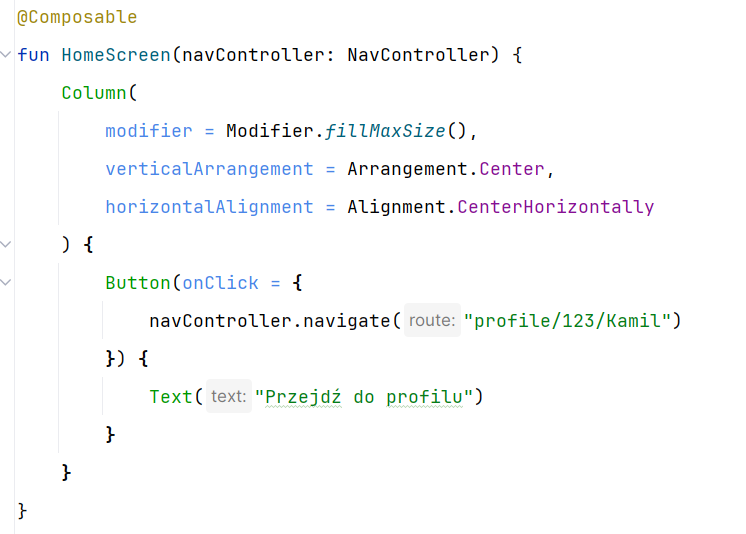 @Composable
fun HomeScreen(navController: NavController) {
    Column(
        modifier = Modifier.fillMaxSize(),
        verticalArrangement = Arrangement.Center,
        horizontalAlignment = Alignment.CenterHorizontally
    ) {
        Button(onClick = {
            navController.navigate( route: "profile/123/Kamil")
        }) {
            Text( text: "Przejdź do profilu")
        }
    }
}